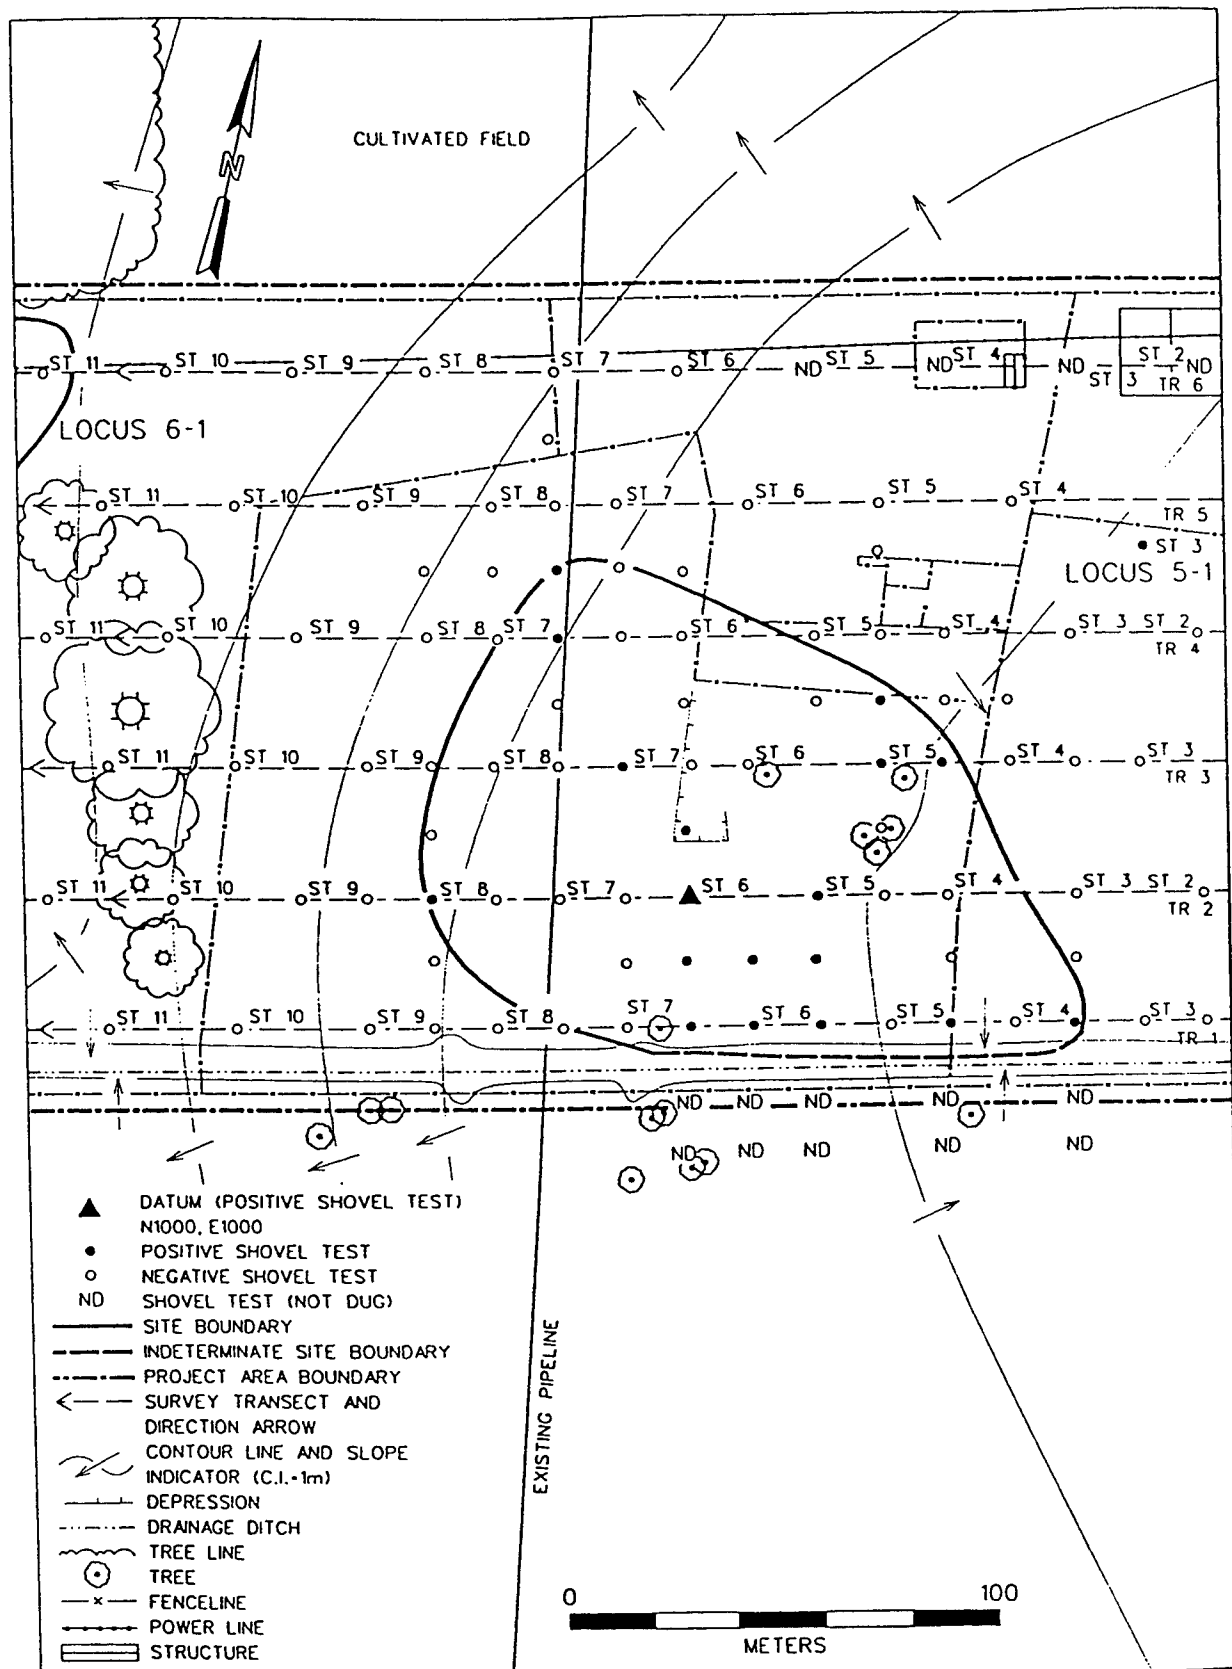 N
CULTIVATED FIELD
ST 11 ST 10 ST 9 ST 8 ST 7 ST 6 ND ST 5 ND ST 4 ND ST 3 ST 2 ND
TR 6
LOCUS 6-1
ST 11 ST 10 ST 9 ST 8 ST 7 ST 6 ST 5 ST 4
TR 5
ST 3
LOCUS 5-1
ST 11 ST 10 ST 9 ST 8 ST 7 ST 6 ST 5 ST 4 ST 3 ST 2
TR 4
ST 11 ST 10 ST 9 ST 8 ST 7 ST 6 ST 5 ST 4 ST 3
TR 3
ST 11 ST 10 ST 9 ST 8 ST 7 ST 6 ST 5 ST 4 ST 3 ST 2
TR 2
ST 11 ST 10 ST 9 ST 8 ST 7 ST 6 ST 5 ST 4 ST 3
TR 1
ND ND ND ND ND
ND ND ND ND ND
DATUM (POSITIVE SHOVEL TEST)
N1000, E1000
POSITIVE SHOVEL TEST
NEGATIVE SHOVEL TEST
ND SHOVEL TEST (NOT DUG)
SITE BOUNDARY
INDETERMINATE SITE BOUNDARY
PROJECT AREA BOUNDARY
SURVEY TRANSECT AND
DIRECTION ARROW
CONTOUR LINE AND SLOPE
INDICATOR (C.I.-1m)
DEPRESSION
DRAINAGE DITCH
TREE LINE
TREE
FENCELINE
POWER LINE
STRUCTURE
EXISTING PIPELINE
0 100
METERS